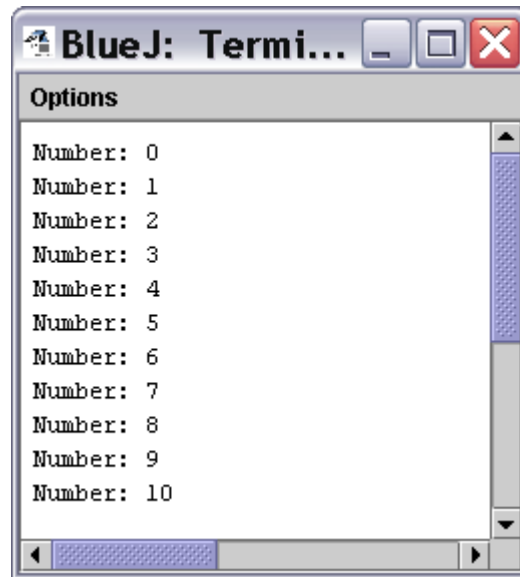 BlueJ: Termi...
Options
Number: 0
Number: 1
Number: 2
Number: 3
Number: 4
Number: 5
Number: 6
Number: 7
Number: 8
Number: 9
Number: 10